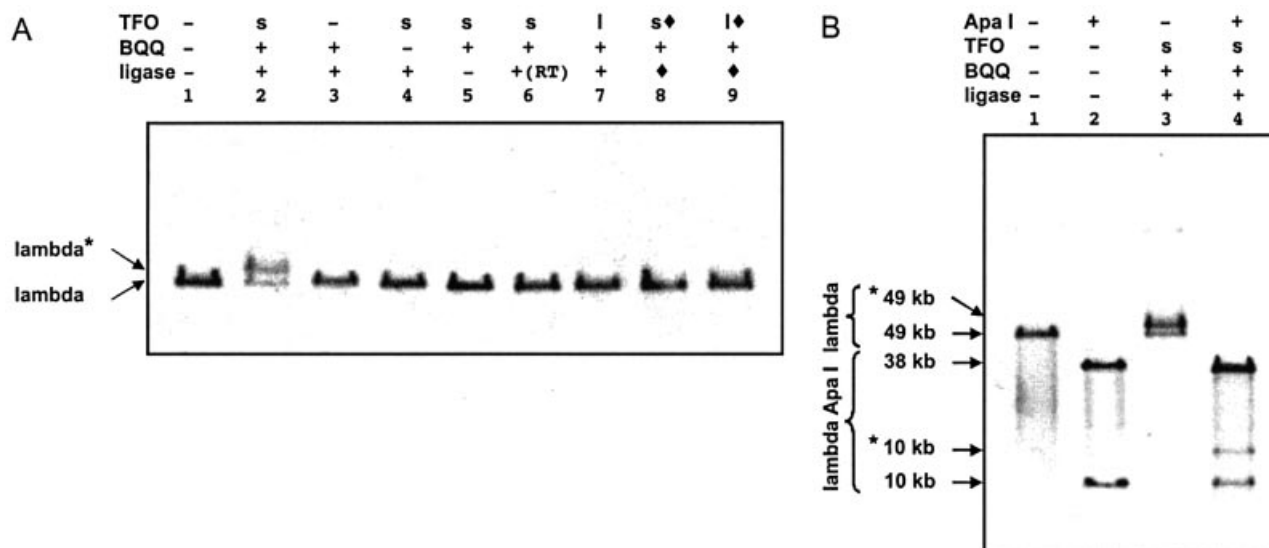 A
TFO – s – s s s l s♦ l♦
BQQ – + + – + + + + +
ligase – + + + – +(RT) + ♦ ♦
1 2 3 4 5 6 7 8 9
lambda*
lambda
B
Apa I – + – +
TFO – – s s
BQQ – – + +
ligase – – + +
1 2 3 4
lambda
* 49 kb
49 kb
lambda Apa I
38 kb
* 10 kb
10 kb